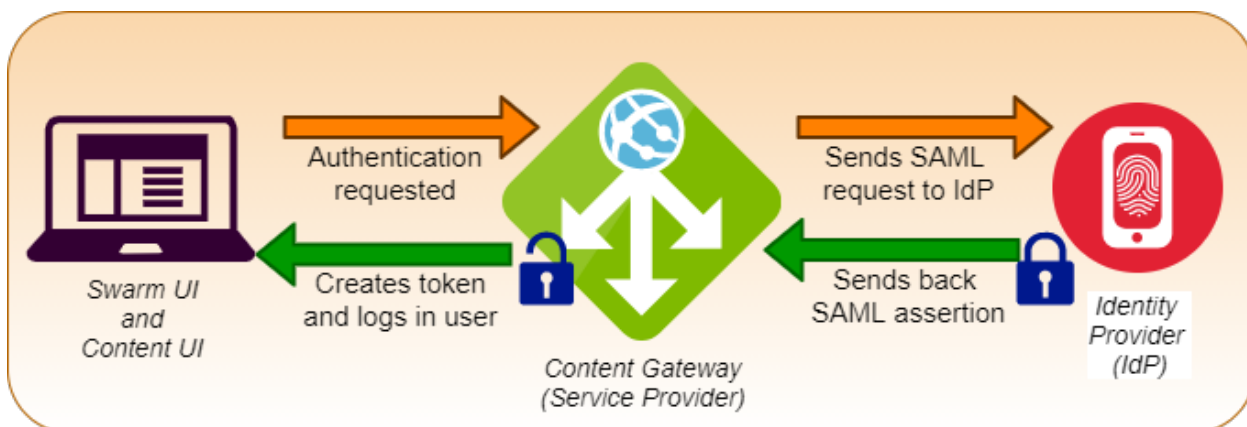 Authentication
requested
Sends SAML
request to IdP
Creates token
and logs in user
Sends back
SAML assertion
Swarm UI
and
Content UI
Content Gateway
(Service Provider)
Identity
Provider
(IdP)